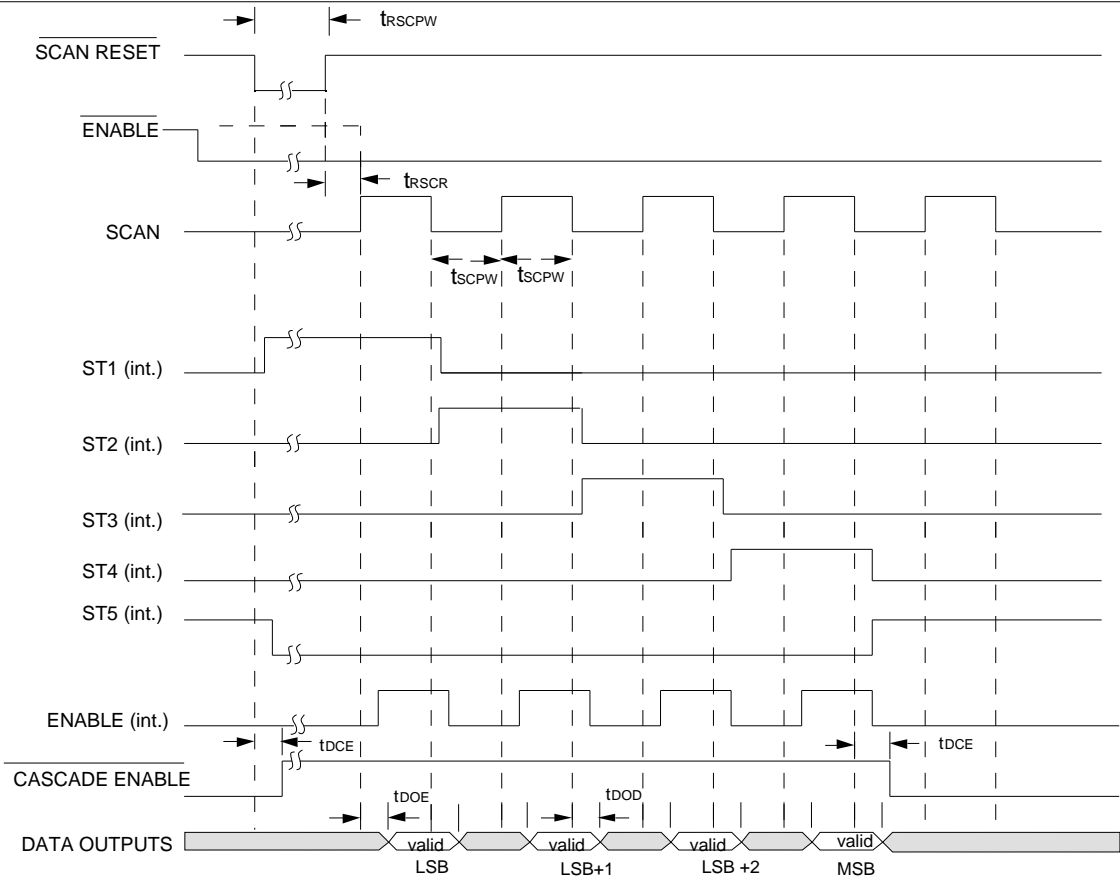 tRSCPW
SCAN RESET
ENABLE
tRSCR
SCAN
tSCPW tSCPW
ST1 (int.)
ST2 (int.)
ST3 (int.)
ST4 (int.)
ST5 (int.)
ENABLE (int.)
tDCE tDCE
CASCADE ENABLE
tDOE tDOD
DATA OUTPUTS valid valid valid valid
LSB LSB+1 LSB +2 MSB